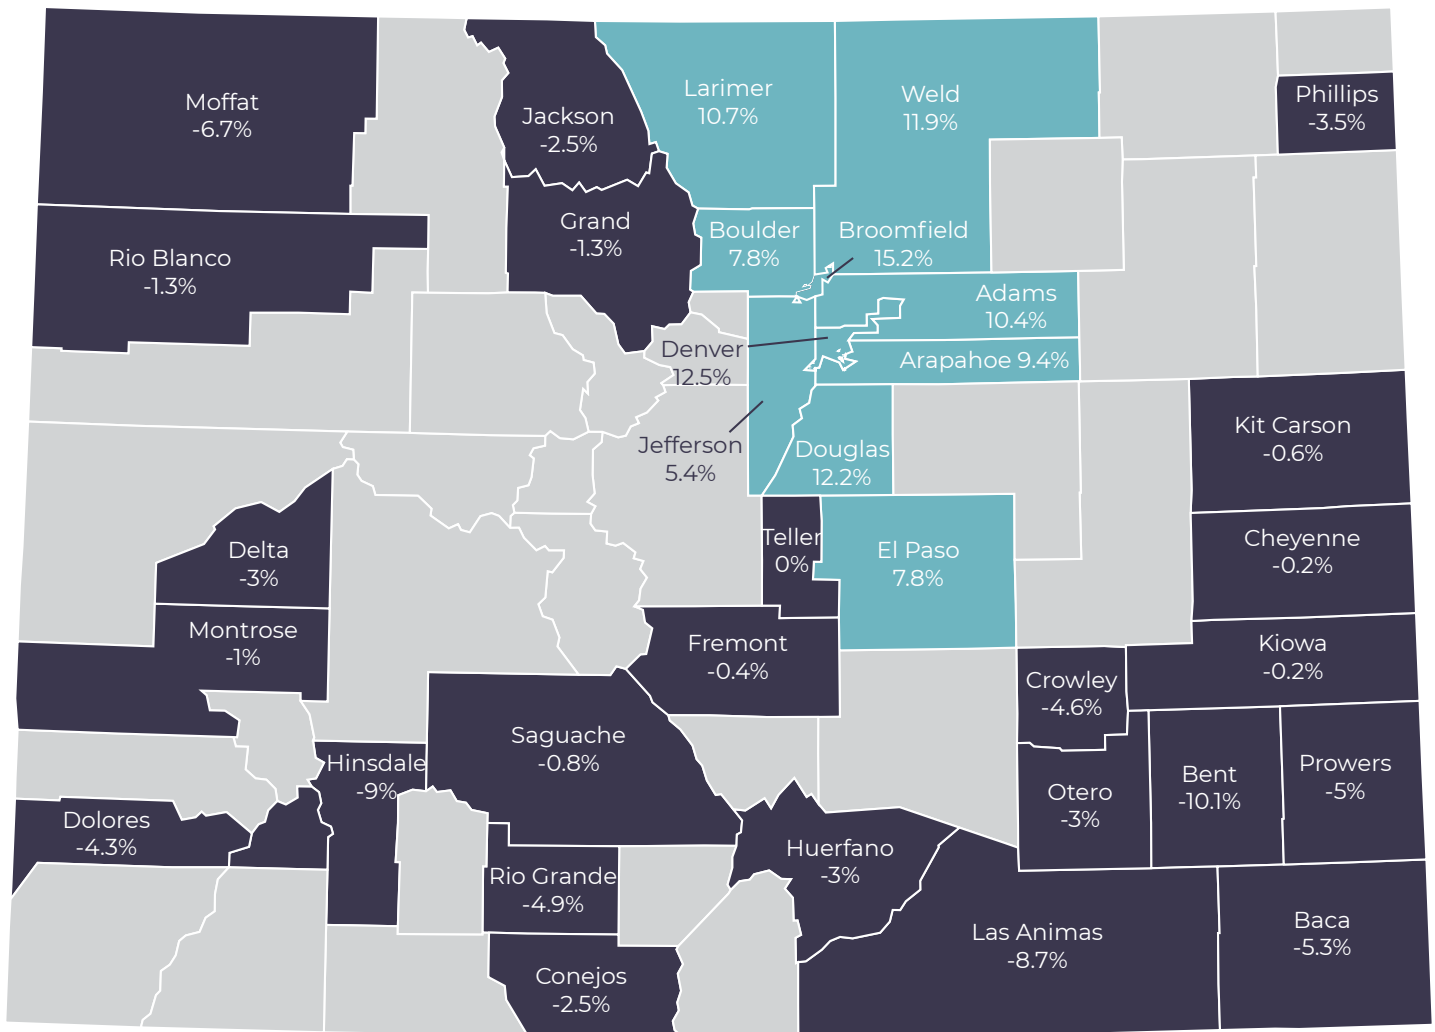 Moffat
-6.7%
Jackson
-2.5%
Larimer
10.7%
Weld
11.9%
Phillips
-3.5%
Rio Blanco
-1.3%
Grand
-1.3%
Boulder
7.8%
Broomfield
15.2%
Adams
10.4%
Denver
12.5%
Arapahoe 9.4%
Jefferson
5.4%
Douglas
12.2%
Kit Carson
-0.6%
Delta
-3%
Teller
0%
El Paso
7.8%
Cheyenne
-0.2%
Montrose
-1%
Fremont
-0.4%
Kiowa
-0.2%
Crowley
-4.6%
Saguache
-0.8%
Hinsdale
-9%
Otero
-3%
Bent
-10.1%
Prowers
-5%
Dolores
-4.3%
Huerfano
-3%
Rio Grande
-4.9%
Las Animas
-8.7%
Baca
-5.3%
Conejos
-2.5%